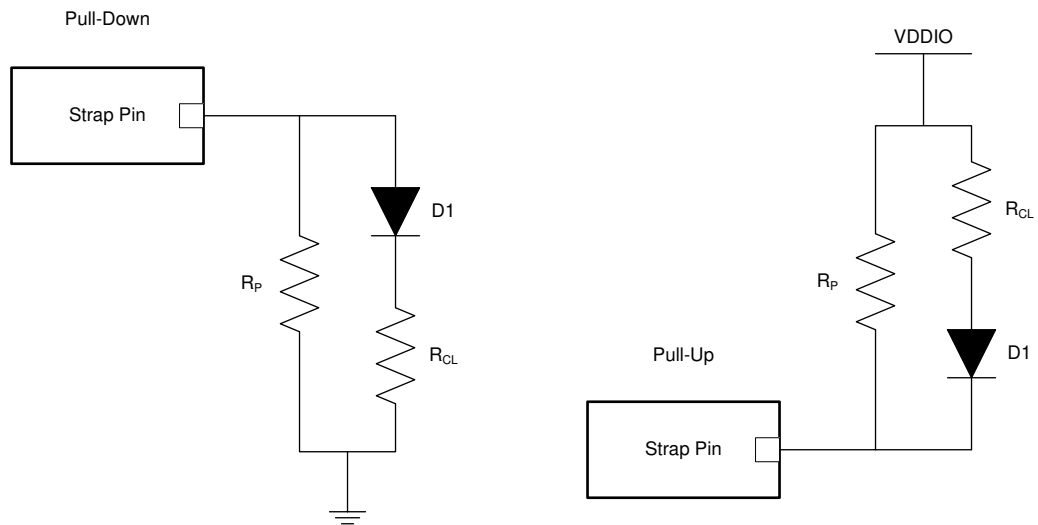 Pull-Down
Strap Pin
D1
RP
RCL
VDDIO
RCL
RP
D1
Pull-Up
Strap Pin